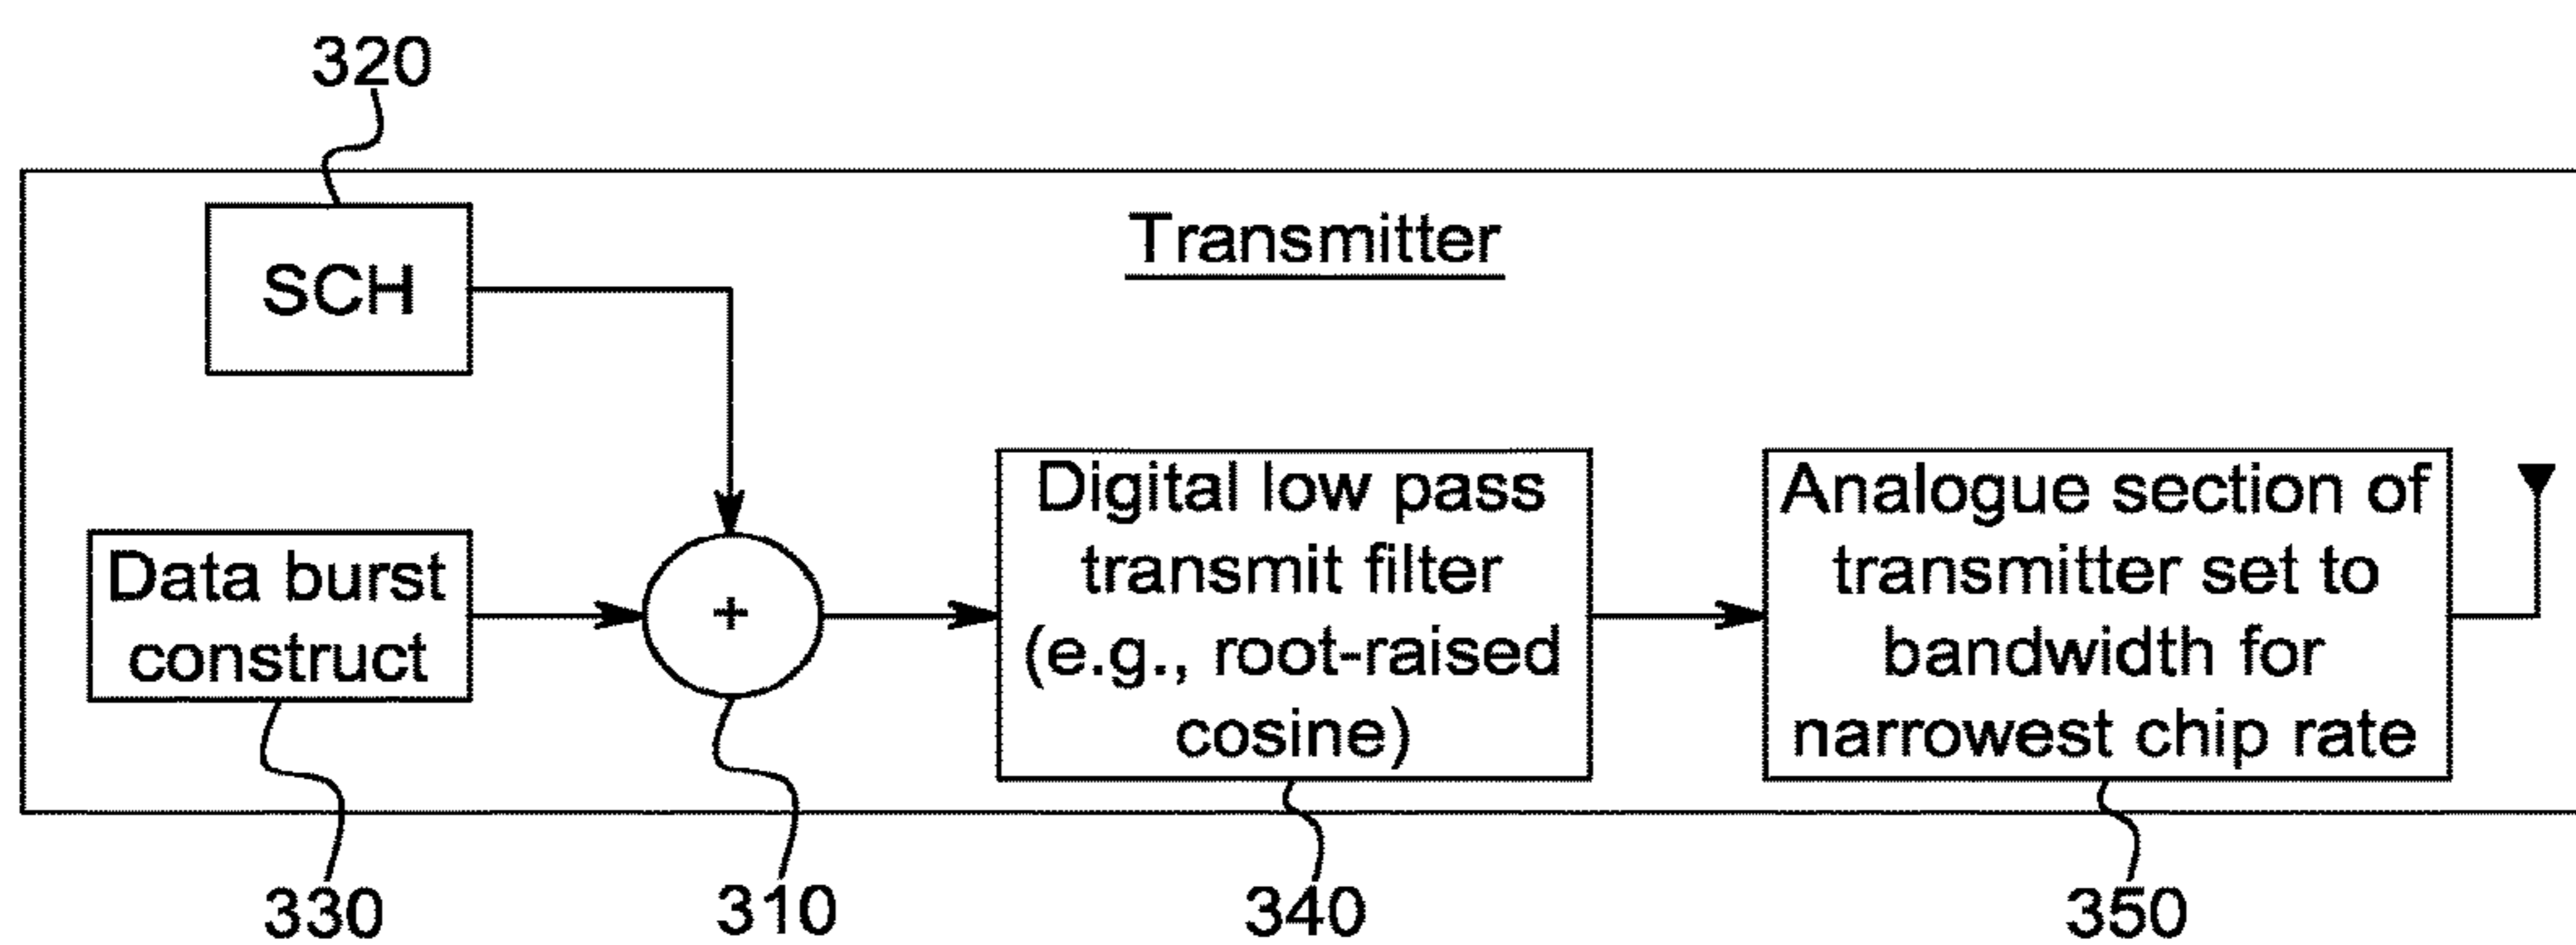 320
Transmitter
SCH
Data burst
construct
+
Digital low pass
transmit filter
(e.g., root-raised
cosine)
Analogue section of
transmitter set to
bandwidth for
narrowest chip rate
330
310
340
350